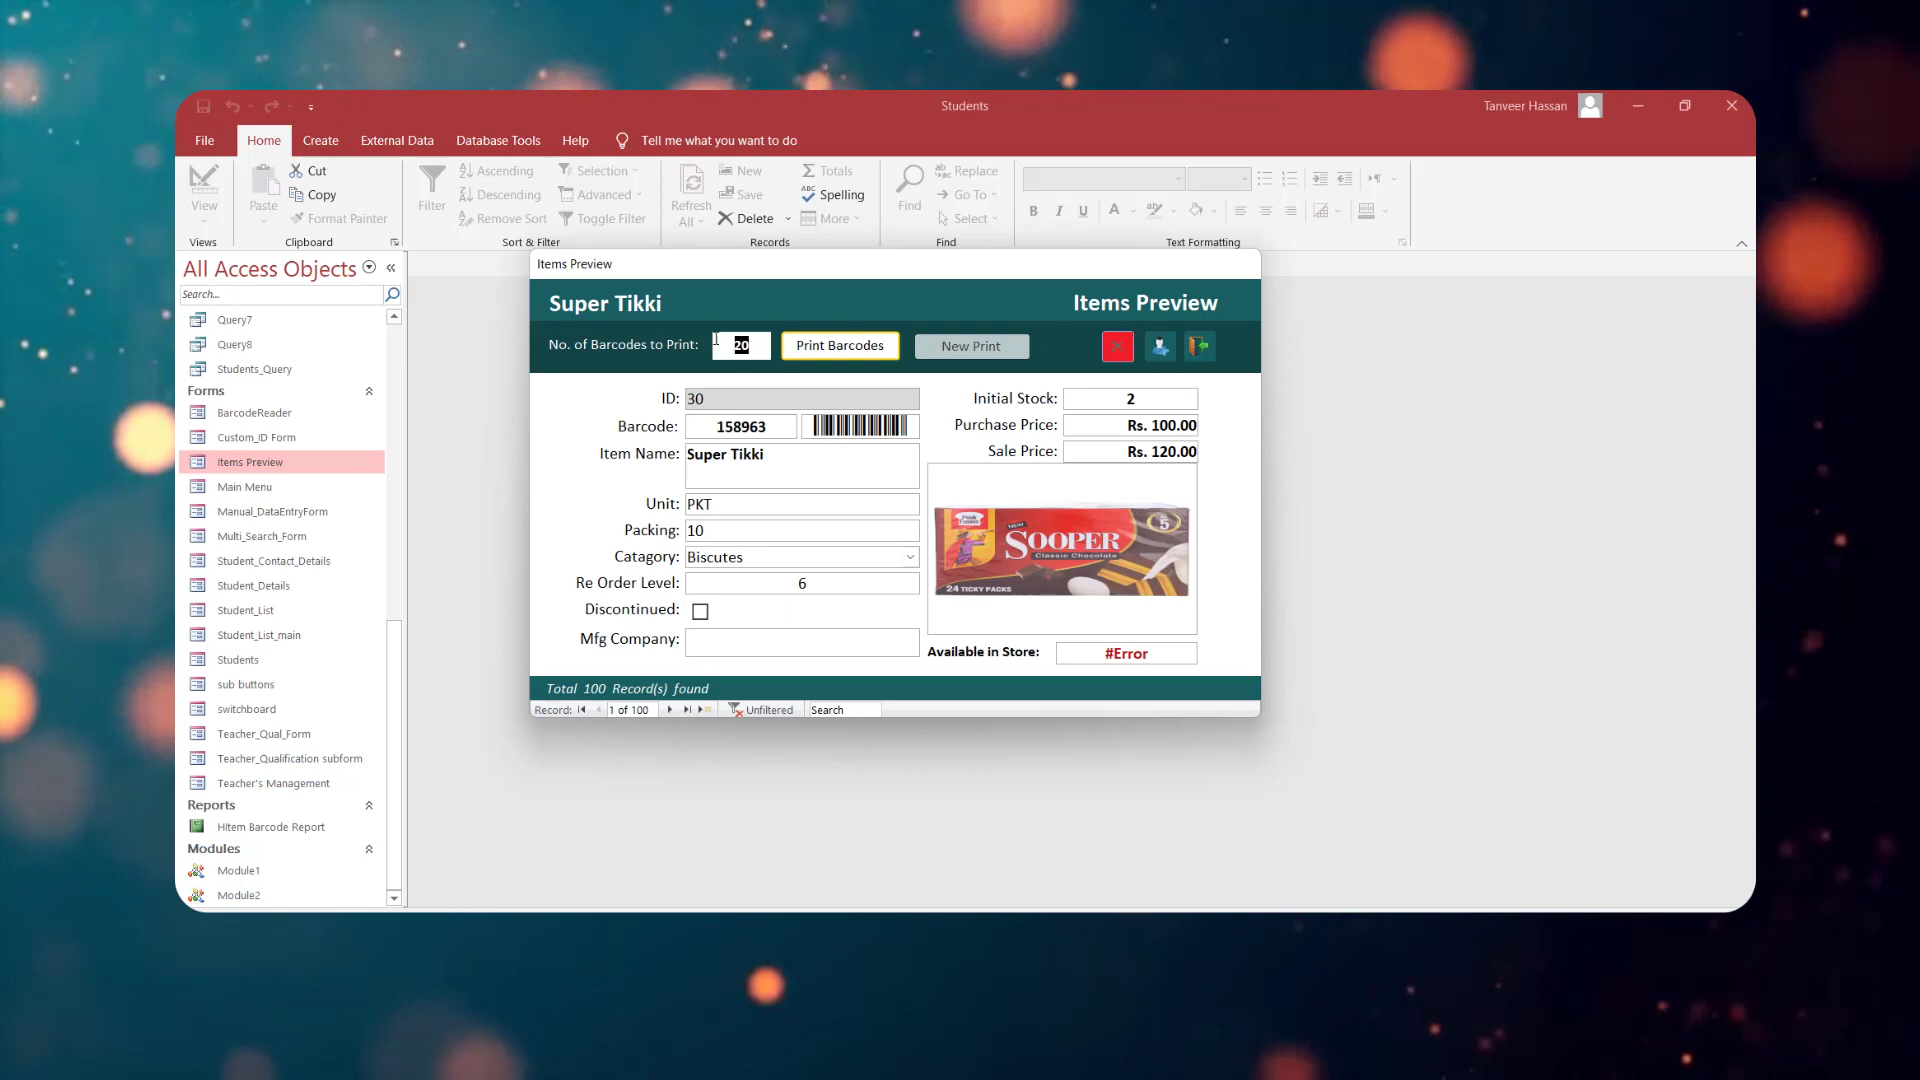 Students
Tanveer Hassan
File Home Create External Data Database Tools Help Tell me what you want to do
View
Paste
Cut
Copy
Format Painter
Filter
Ascending
Descending
Remove Sort
Selection
Advanced
Toggle Filter
Refresh
All
New
Save
Delete
Totals
Spelling
More
Find
Replace
Go To
Select
B I U A
Views Clipboard Sort & Filter Records Find Text Formatting
All Access Objects
Search...
Query7
Query8
Students_Query
Forms
BarcodeReader
Custom_ID Form
Items Preview
Main Menu
Manual_DataEntryForm
Multi_Search_Form
Student_Contact_Details
Student_Details
Student_List
Student_List_main
Students
sub buttons
switchboard
Teacher_Qual_Form
Teacher_Qualification subform
Teacher's Management
Reports
HItem Barcode Report
Modules
Module1
Module2
Items Preview
Super Tikki
Items Preview
No. of Barcodes to Print: 20 Print Barcodes New Print
ID: 30
Barcode: 158963
Item Name: Super Tikki
Unit: PKT
Packing: 10
Catagory: Biscutes
Re Order Level: 6
Discontinued:
Mfg Company:
Initial Stock: 2
Purchase Price: Rs. 100.00
Sale Price: Rs. 120.00
NEW
SOOPER
Classic Chocolate
5
24 TICKY PACKS
Available in Store: #Error
Total 100 Record(s) found
Record: 1 of 100 Unfiltered Search